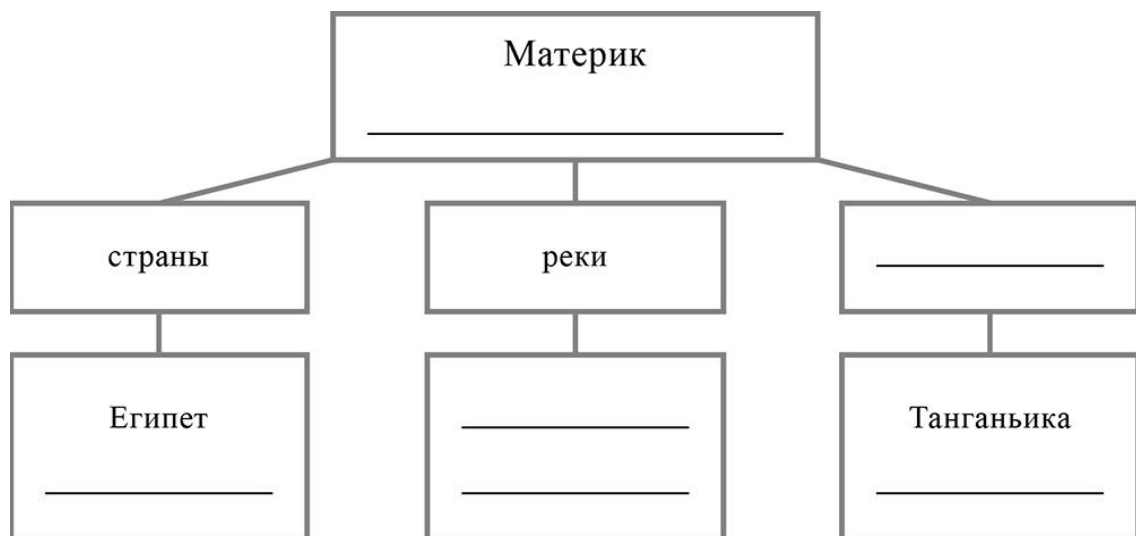 Материк
страны
реки
Египет
Танганьика